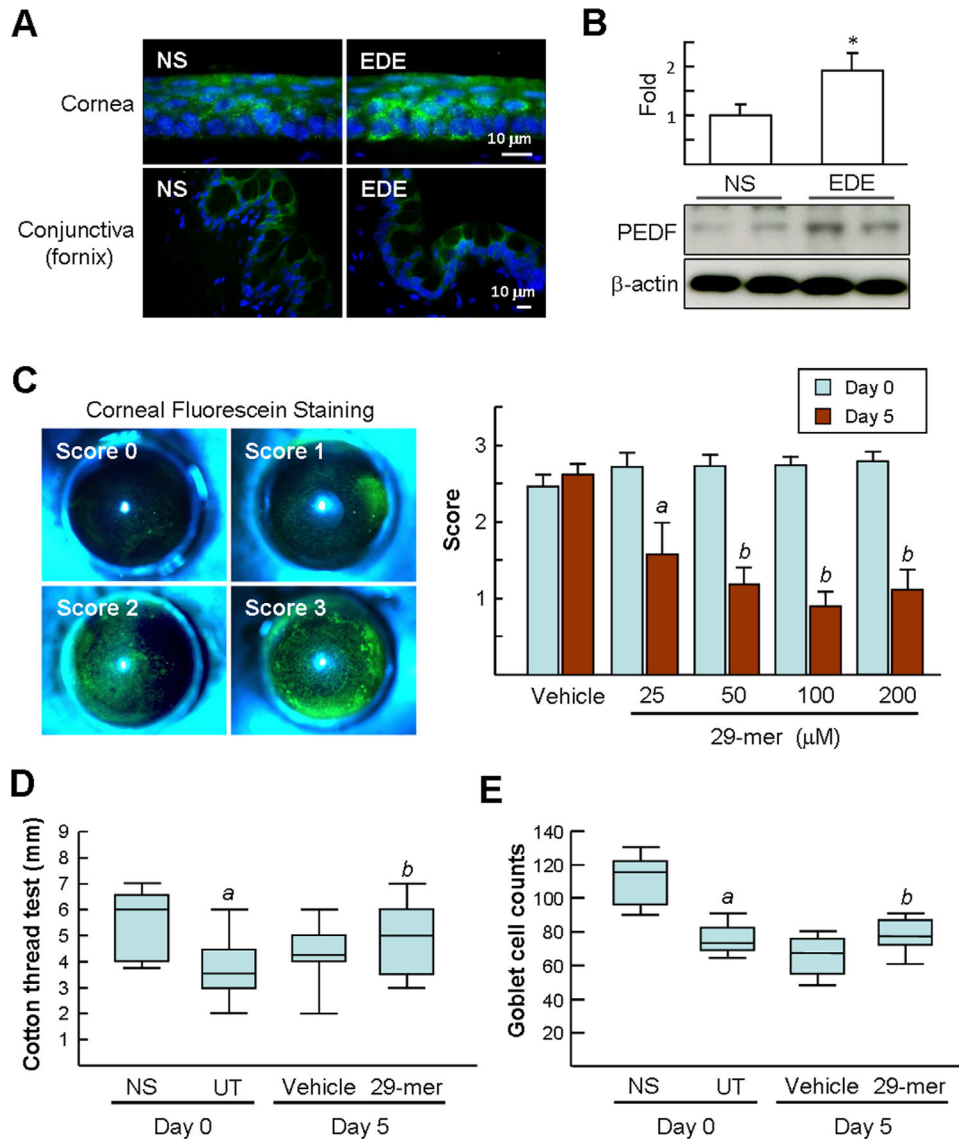 A
NS
EDE
Cornea
10 μm
NS
EDE
Conjunctiva
(fornix)
10 μm
B
*
Fold
2
1
NS
EDE
PEDF
β-actin
C
Corneal Fluorescein Staining
Score 0
Score 1
Score 2
Score 3
Day 0
Day 5
Score
3
2
1
a
b
b
b
Vehicle
25
50
100
200
29-mer (μM)
D
Cotton thread test (mm)
9
8
7
6
5
4
3
2
1
a
b
NS
UT
Vehicle
29-mer
Day 0
Day 5
E
Goblet cell counts
140
120
100
80
60
40
20
a
b
NS
UT
Vehicle
29-mer
Day 0
Day 5